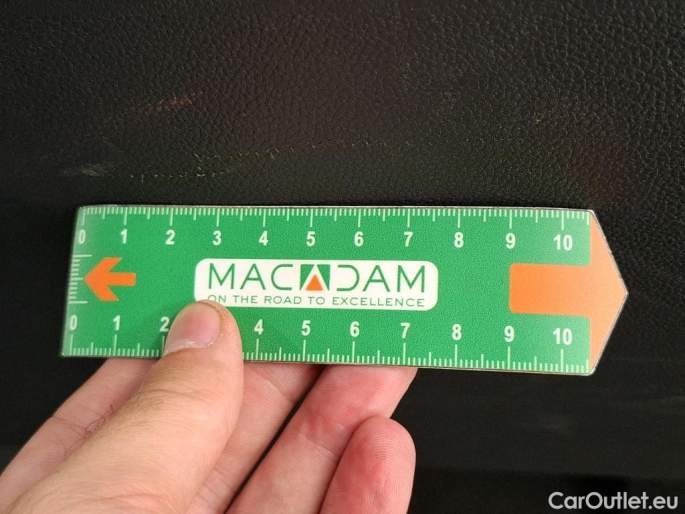 0 1 2 3 4 5 6 7 8 9 10
MACADAM
ON THE ROAD TO EXCELLENCE
0 1 2 4 5 6 7 8 9 10
CarOutlet.eu